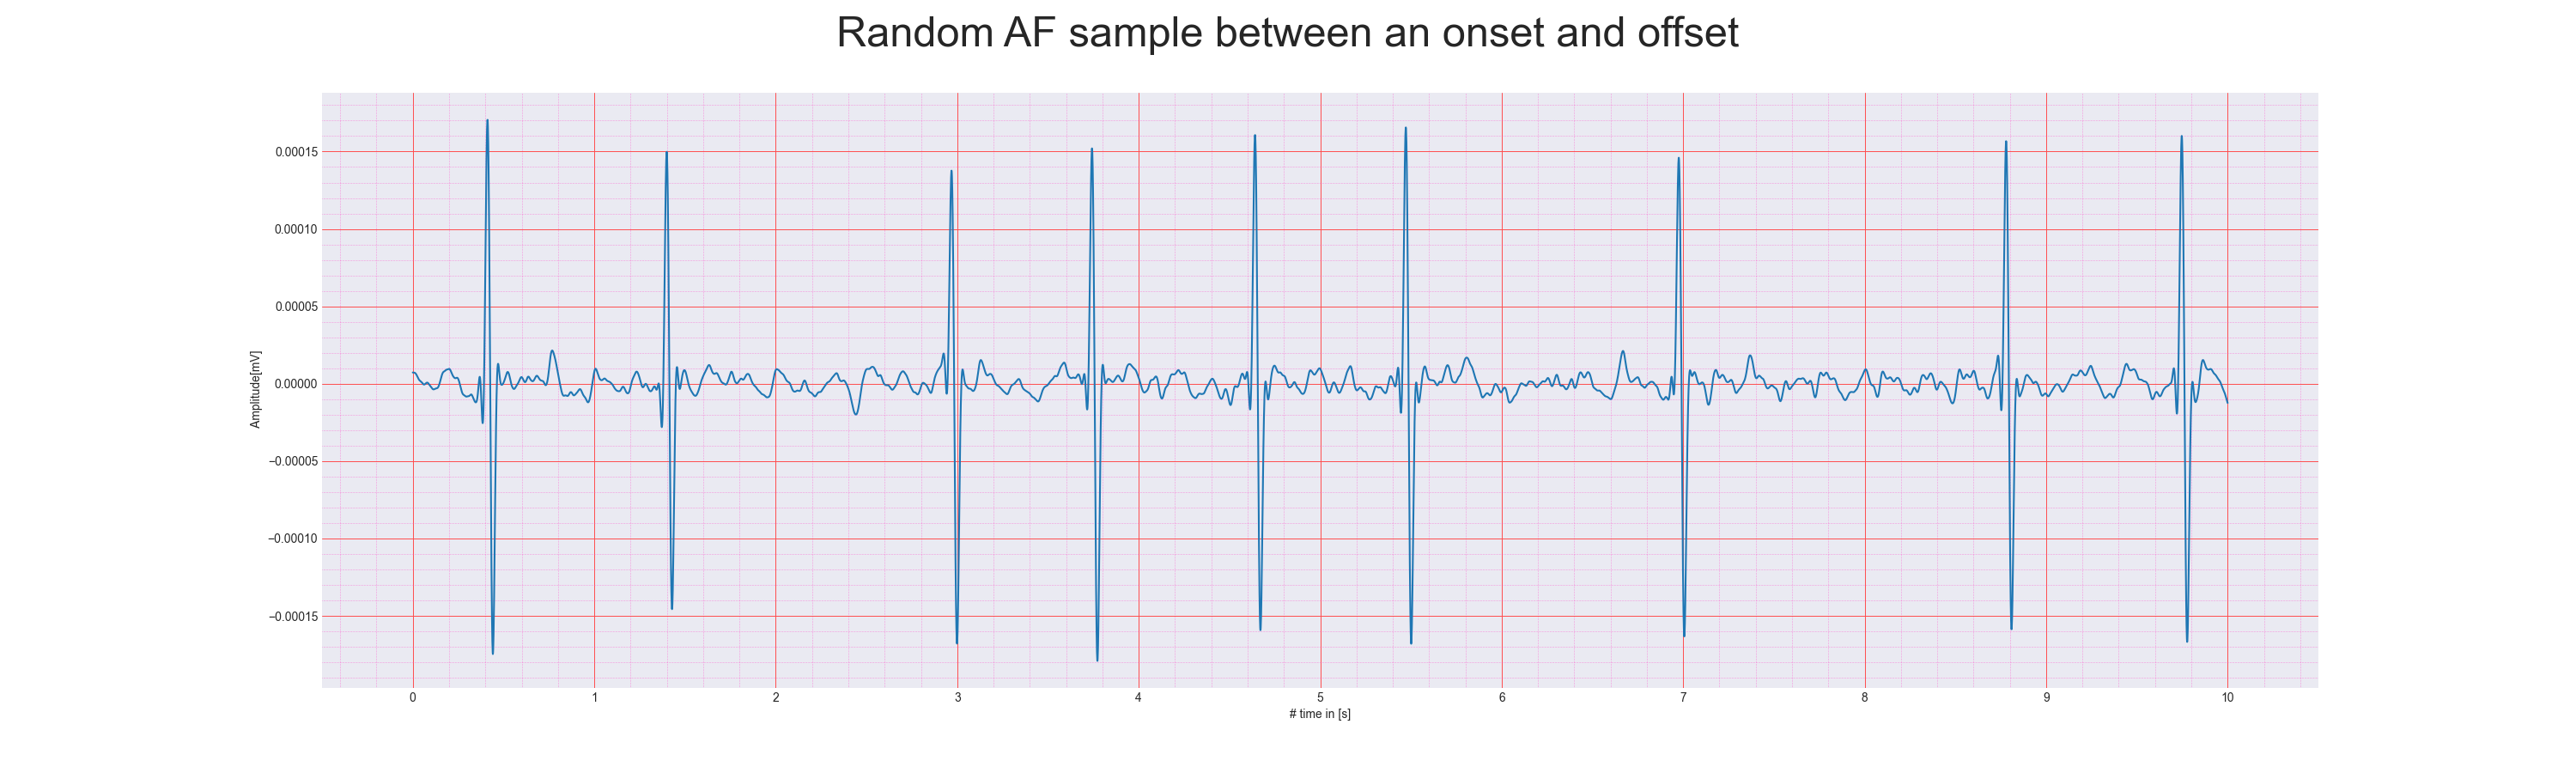 Random AF sample between an onset and offset
0.00015
0.00010
0.00005
0.00000
−0.00005
−0.00010
−0.00015
Amplitude[mV]
0 1 2 3 4 5 6 7 8 9 10
# time in [s]